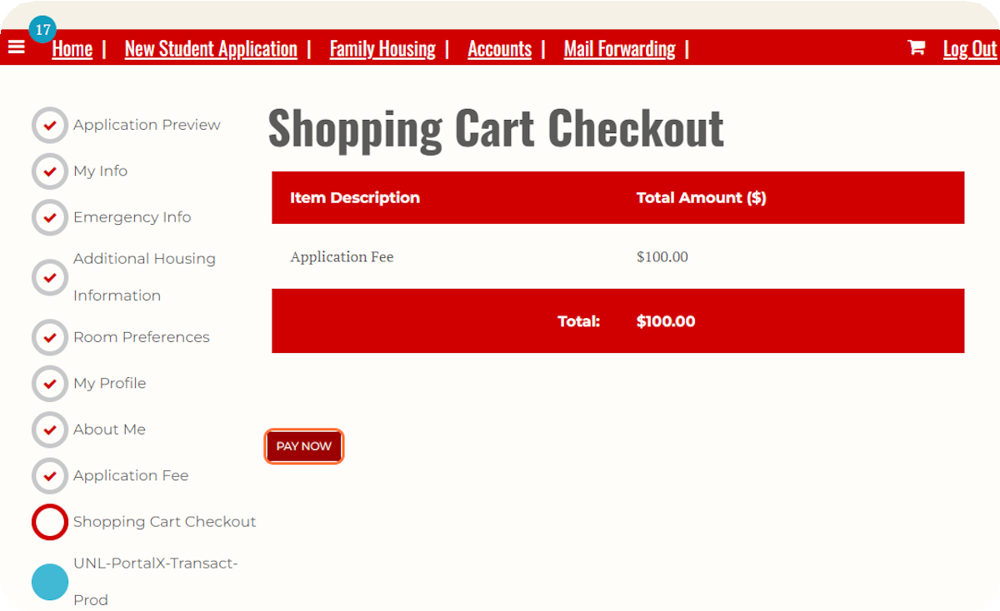 17
Home | New Student Application | Family Housing | Accounts | Mail Forwarding | Log Out
Application Preview
My Info
Emergency Info
Additional Housing
Information
Room Preferences
My Profile
About Me
Application Fee
Shopping Cart Checkout
UNL-PortalX-Transact-
Prod
Shopping Cart Checkout
Item Description Total Amount ($)
Application Fee $100.00
Total: $100.00
PAY NOW